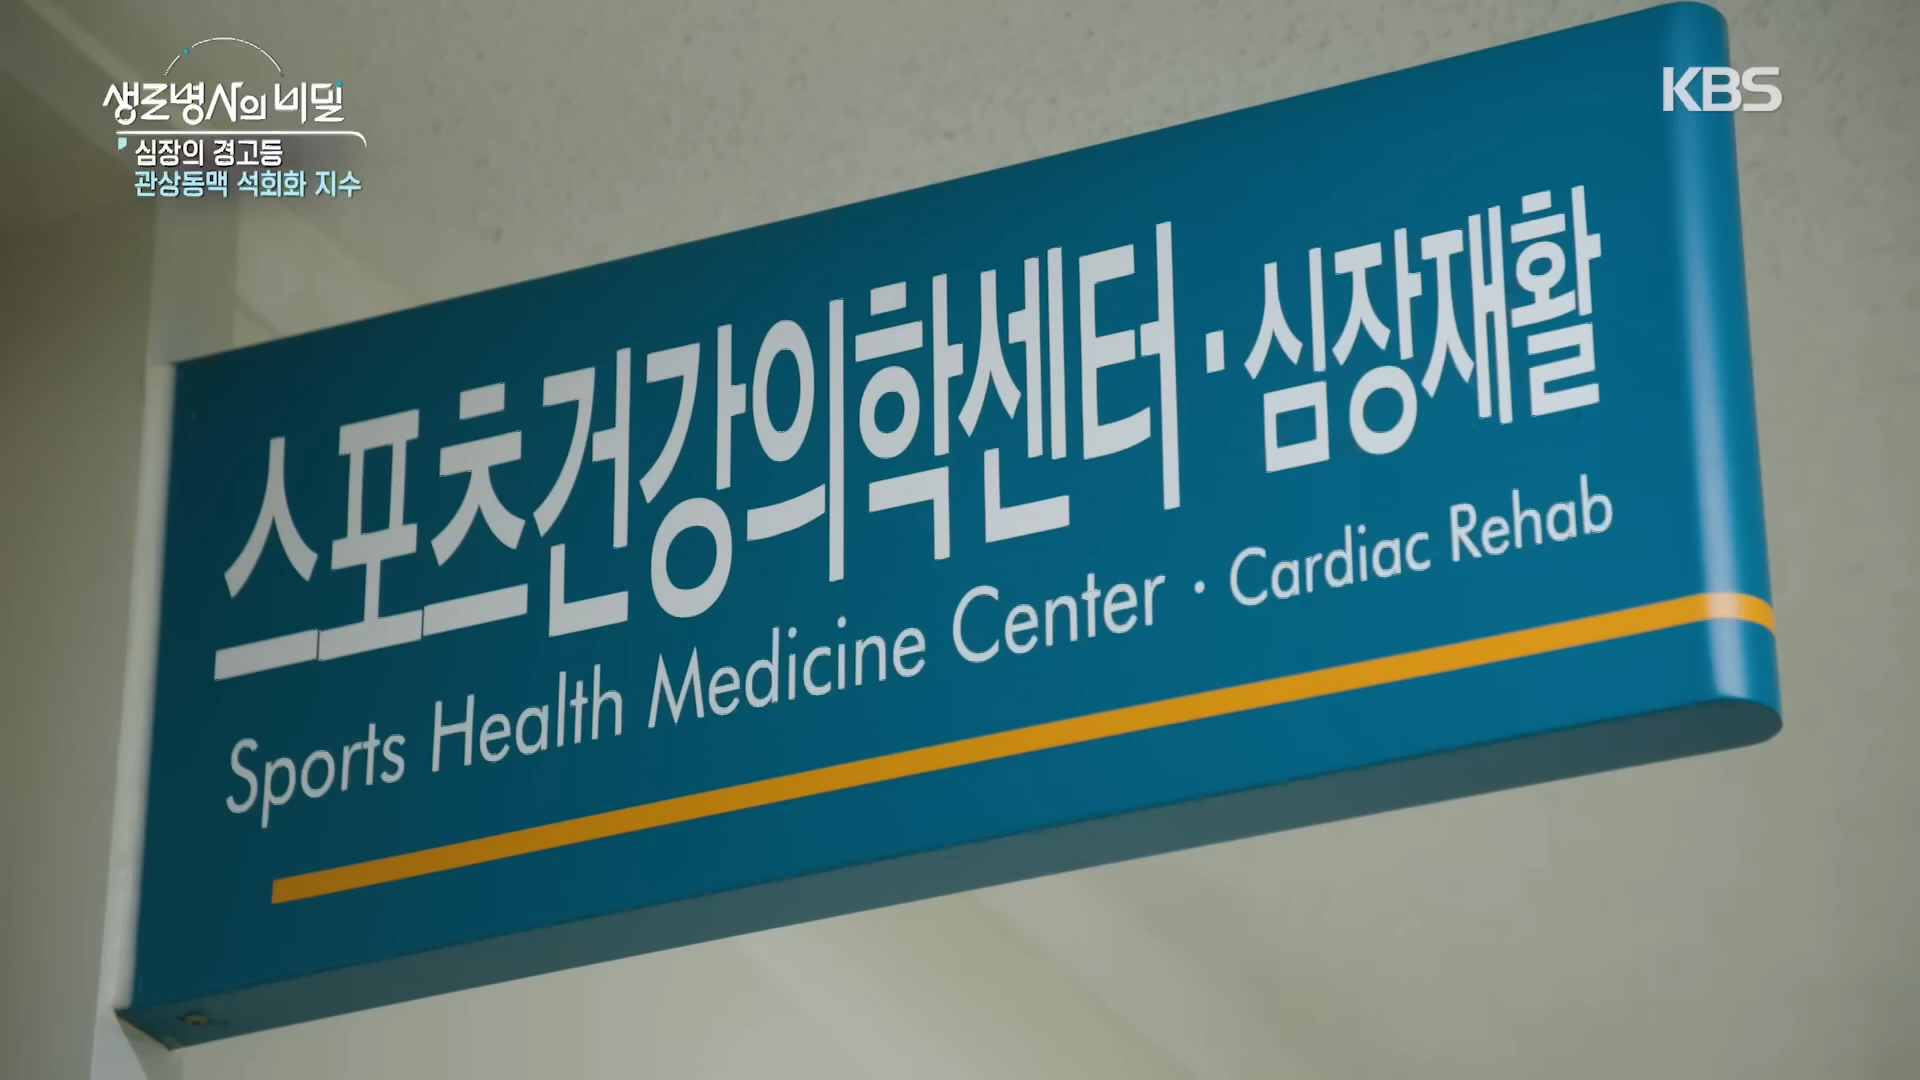 생로병사의 비밀
심장의 경고등
관상동맥 석회화 지수
KBS
스포츠건강의학센터 · 심장재활
Sports Health Medicine Center · Cardiac Rehab